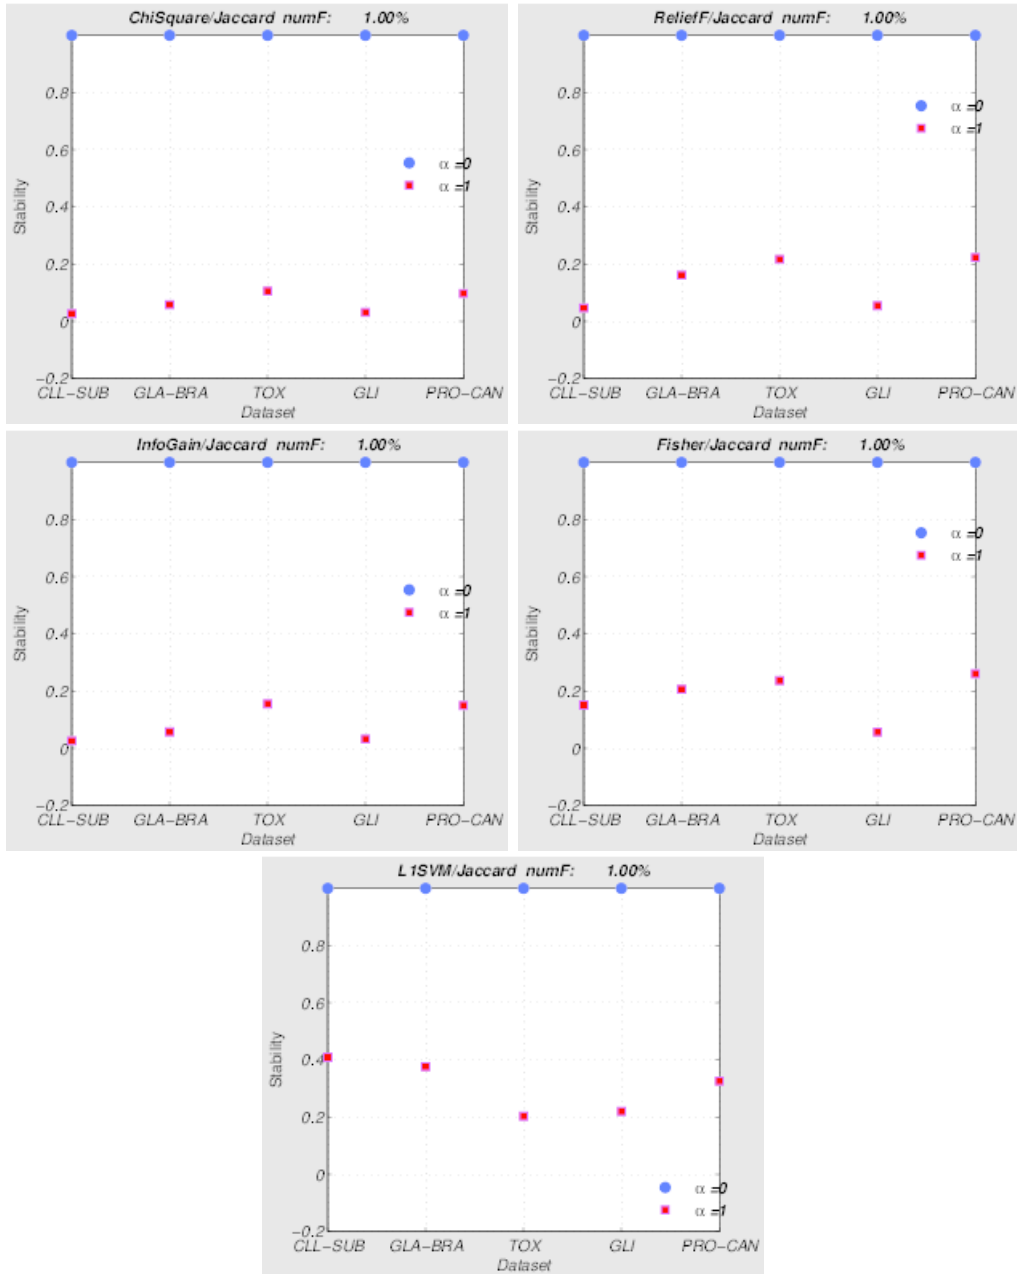 ChiSquare/Jaccard numF: 1.00%
0.8
0.6
0.4
0.2
0
−0.2
Stability
α =0
α =1
CLL−SUB GLA−BRA TOX GLI PRO−CAN
Dataset
ReliefF/Jaccard numF: 1.00%
0.8
0.6
0.4
0.2
0
−0.2
Stability
α =0
α =1
CLL−SUB GLA−BRA TOX GLI PRO−CAN
Dataset
InfoGain/Jaccard numF: 1.00%
0.8
0.6
0.4
0.2
0
−0.2
Stability
α =0
α =1
CLL−SUB GLA−BRA TOX GLI PRO−CAN
Dataset
Fisher/Jaccard numF: 1.00%
0.8
0.6
0.4
0.2
0
−0.2
Stability
α =0
α =1
CLL−SUB GLA−BRA TOX GLI PRO−CAN
Dataset
L1SVM/Jaccard numF: 1.00%
0.8
0.6
0.4
0.2
0
−0.2
Stability
α =0
α =1
CLL−SUB GLA−BRA TOX GLI PRO−CAN
Dataset